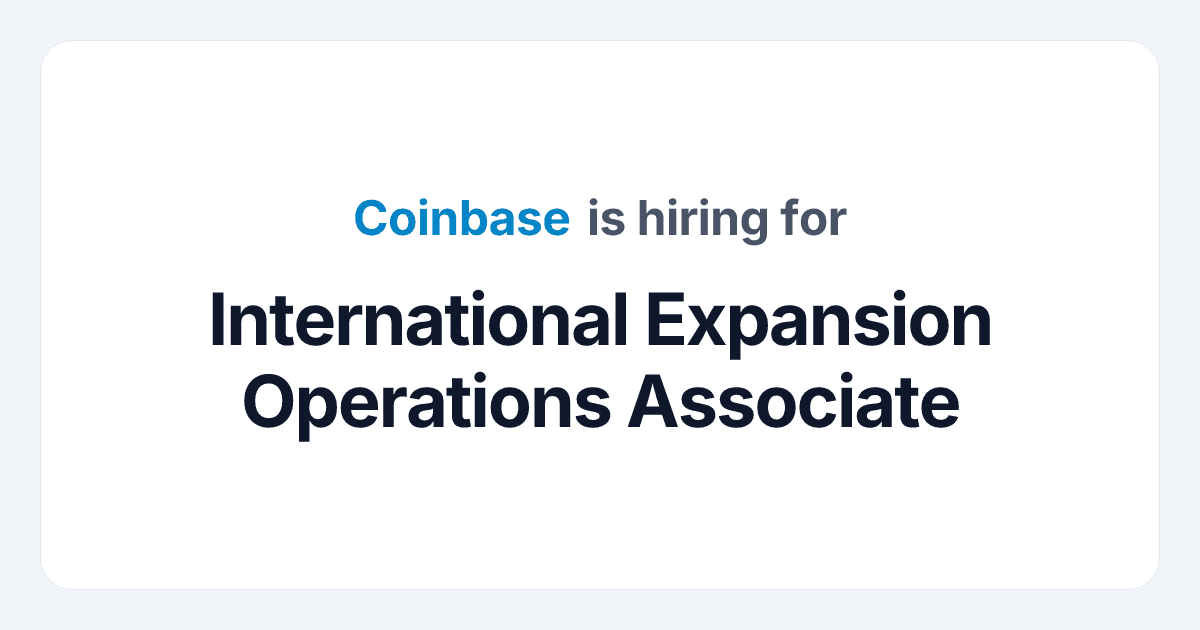 Coinbase is hiring for
International Expansion
Operations Associate